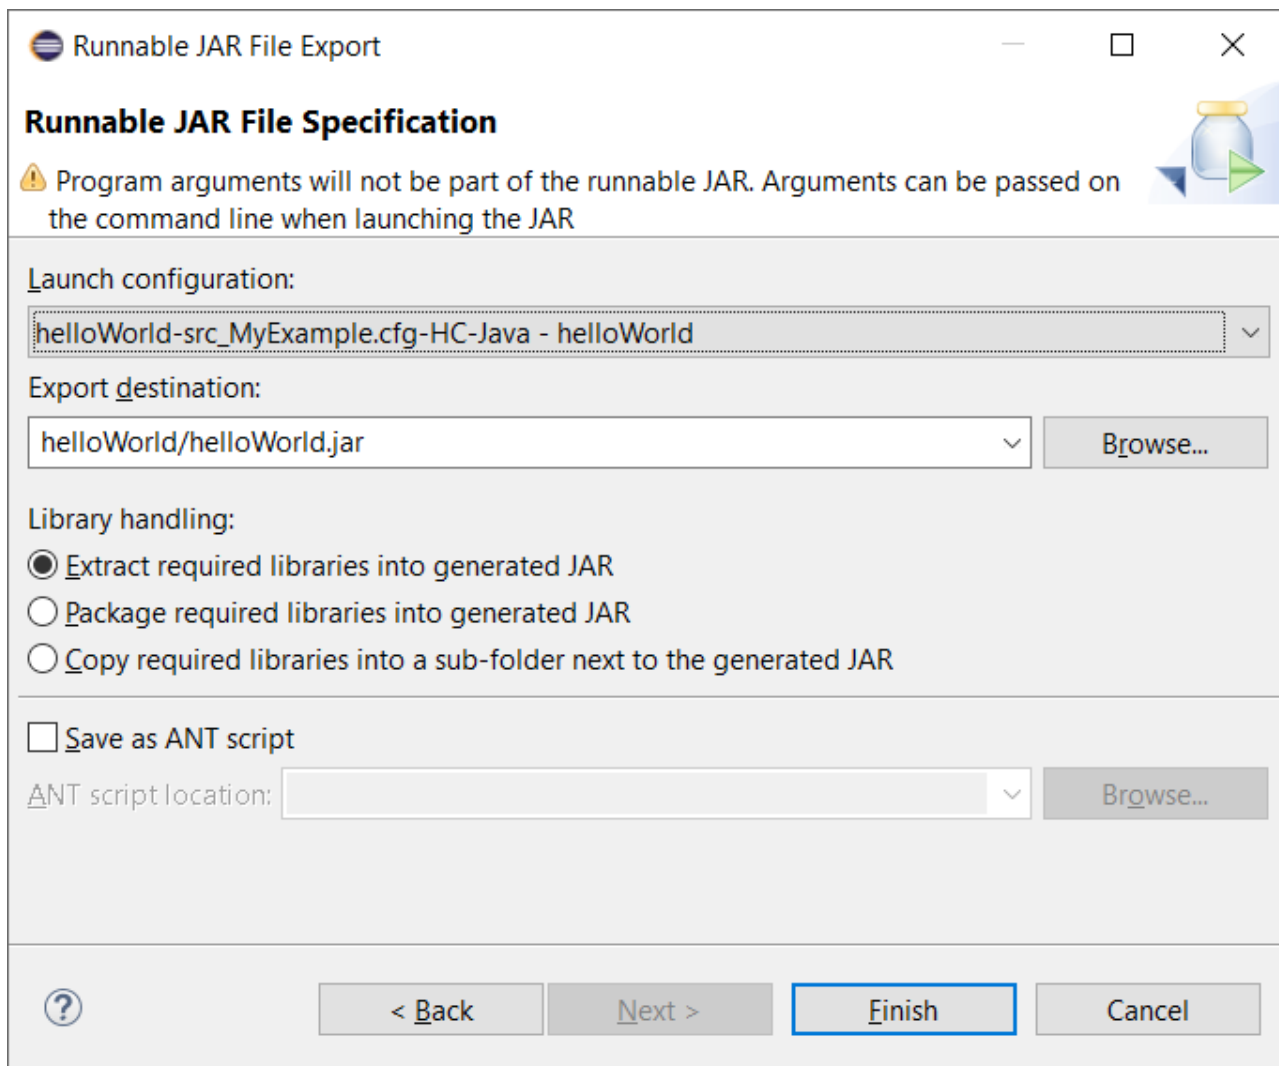 Runnable JAR File Export
Runnable JAR File Specification
Program arguments will not be part of the runnable JAR. Arguments can be passed on
the command line when launching the JAR
Launch configuration:
helloWorld-src_MyExample.cfg-HC-Java - helloWorld
Export destination:
helloWorld/helloWorld.jar
Browse...
Library handling:
Extract required libraries into generated JAR
Package required libraries into generated JAR
Copy required libraries into a sub-folder next to the generated JAR
Save as ANT script
ANT script location:
Browse...
?
< Back
Next >
Finish
Cancel